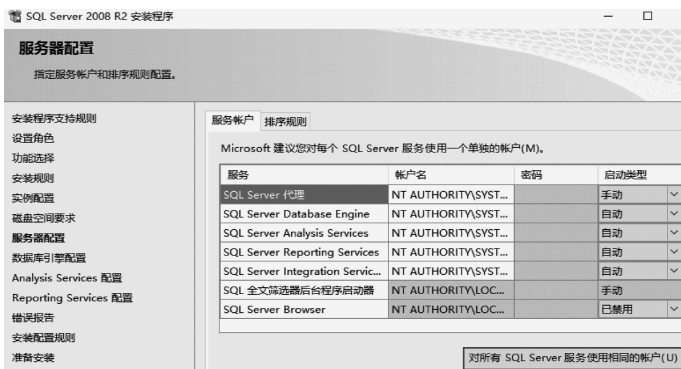 SQL Server 2008 R2 安装程序
服务器配置
指定服务帐户和排序规则配置。
安装程序支持规则
设置角色
功能选择
安装规则
实例配置
磁盘空间要求
服务器配置
数据库引擎配置
Analysis Services 配置
Reporting Services 配置
错误报告
安装配置规则
准备安装
服务帐户 排序规则
Microsoft 建议您对每个 SQL Server 服务使用一个单独的帐户(M)。
服务 帐户名 密码 启动类型
SQL Server 代理 NT AUTHORITY\SYST... 手动
SQL Server Database Engine NT AUTHORITY\SYST... 自动
SQL Server Analysis Services NT AUTHORITY\SYST... 自动
SQL Server Reporting Services NT AUTHORITY\SYST... 自动
SQL Server Integration Servic... NT AUTHORITY\SYST... 自动
SQL 全文筛选器后台程序启动器 NT AUTHORITY\LOC... 手动
SQL Server Browser NT AUTHORITY\LOC... 已禁用
对所有 SQL Server 服务使用相同的帐户(U)